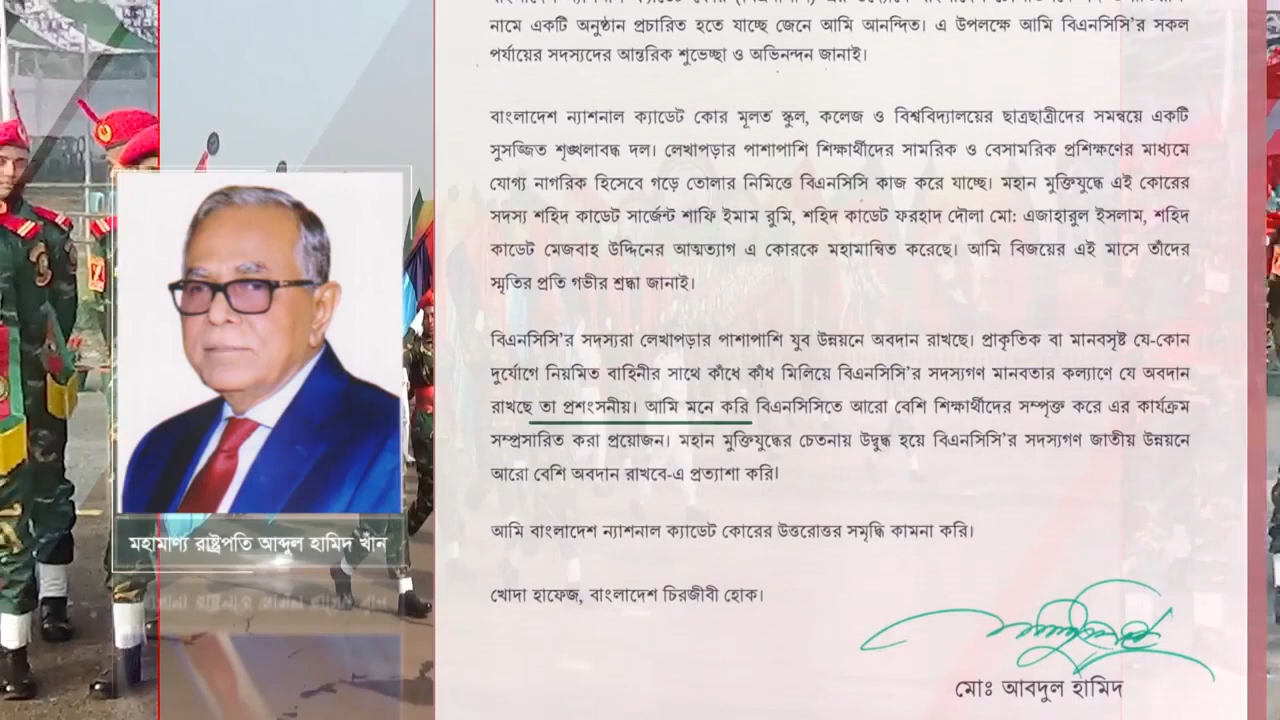 নামে একটি অনুষ্ঠান প্রচারিত হতে যাচ্ছে জেনে আমি আনন্দিত। এ উপলক্ষে আমি বিএনসিসি’র সকল
পর্যায়ের সদস্যদের আন্তরিক শুভেচ্ছা ও অভিনন্দন জানাই।
বাংলাদেশ ন্যাশনাল ক্যাডেট কোর মূলত স্কুল, কলেজ ও বিশ্ববিদ্যালয়ের ছাত্রছাত্রীদের সমন্বয়ে একটি
সুসজ্জিত শৃঙ্খলাবদ্ধ দল। লেখাপড়ার পাশাপাশি শিক্ষার্থীদের সামরিক ও বেসামরিক প্রশিক্ষণের মাধ্যমে
যোগ্য নাগরিক হিসেবে গড়ে তোলার নিমিত্তে বিএনসিসি কাজ করে যাচ্ছে। মহান মুক্তিযুদ্ধে এই কোরের
সদস্য শহিদ কাডেট সার্জেন্ট শাফি ইমাম রুমি, শহিদ কাডেট ফরহাদ দৌলা মো: এজাহারুল ইসলাম, শহিদ
কাডেট মেজবাহ উদ্দিনের আত্মত্যাগ এ কোরকে মহামান্বিত করেছে। আমি বিজয়ের এই মাসে তাঁদের
স্মৃতির প্রতি গভীর শ্রদ্ধা জানাই।
বিএনসিসি’র সদস্যরা লেখাপড়ার পাশাপাশি যুব উন্নয়নে অবদান রাখছে। প্রাকৃতিক বা মানবসৃষ্ট যে-কোন
দুর্যোগে নিয়মিত বাহিনীর সাথে কাঁধে কাঁধ মিলিয়ে বিএনসিসি’র সদস্যগণ মানবতার কল্যাণে যে অবদান
রাখছে তা প্রশংসনীয়। আমি মনে করি বিএনসিসিতে আরো বেশি শিক্ষার্থীদের সম্পৃক্ত করে এর কার্যক্রম
সম্প্রসারিত করা প্রয়োজন। মহান মুক্তিযুদ্ধের চেতনায় উদ্বুদ্ধ হয়ে বিএনসিসি’র সদস্যগণ জাতীয় উন্নয়নে
আরো বেশি অবদান রাখবে-এ প্রত্যাশা করি।
আমি বাংলাদেশ ন্যাশনাল ক্যাডেট কোরের উত্তরোত্তর সমৃদ্ধি কামনা করি।
খোদা হাফেজ, বাংলাদেশ চিরজীবী হোক।
মোঃ আবদুল হামিদ
মহামাণ্য রাষ্ট্রপতি আব্দুল হামিদ খাঁন